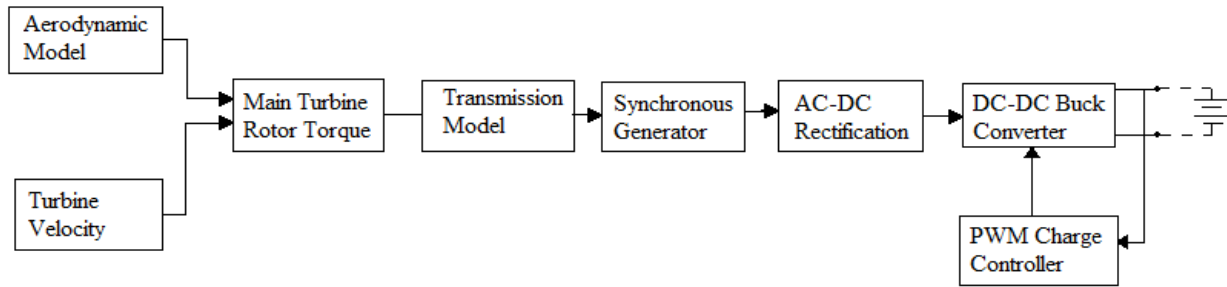 Aerodynamic
Model
Main Turbine
Rotor Torque
Transmission
Model
Synchronous
Generator
AC-DC
Rectification
DC-DC Buck
Converter
Turbine
Velocity
PWM Charge
Controller